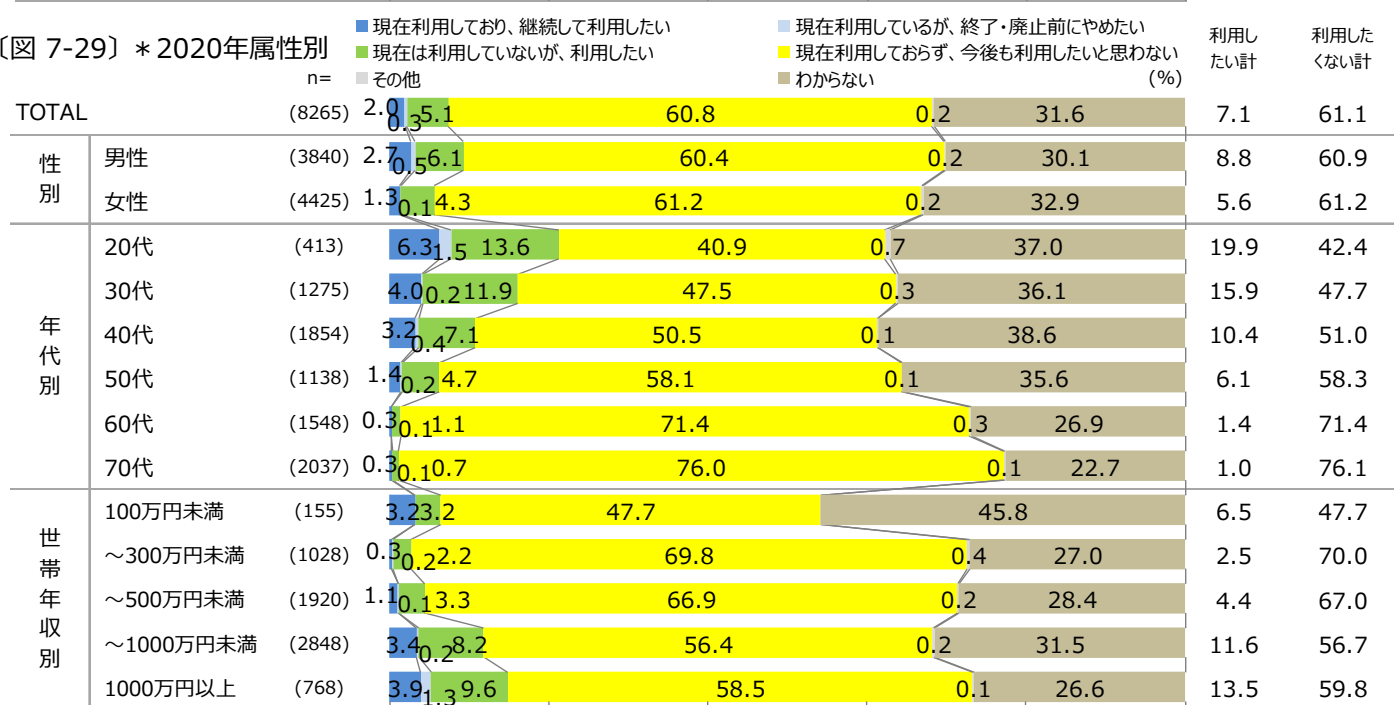 ■現在利用しており、継続して利用したい ■現在利用しているが、終了・廃止前にやめたい 利用し 利用した
〔図 7-29〕＊2020年属性別 ■現在は利用していないが、利用したい ■現在利用しておらず、今後も利用したいと思わない たい計 くない計
n= ■その他 ■わからない (%)
TOTAL (8265) 2.0 0.3 5.1 60.8 0.2 31.6 7.1 61.1
性別
男性 (3840) 2.7 0.5 6.1 60.4 0.2 30.1 8.8 60.9
女性 (4425) 1.3 0.1 4.3 61.2 0.2 32.9 5.6 61.2
年代別
20代 (413) 6.3 1.5 13.6 40.9 0.7 37.0 19.9 42.4
30代 (1275) 4.0 0.2 11.9 47.5 0.3 36.1 15.9 47.7
40代 (1854) 3.2 0.4 7.1 50.5 0.1 38.6 10.4 51.0
50代 (1138) 1.4 0.2 4.7 58.1 0.1 35.6 6.1 58.3
60代 (1548) 0.3 0.1 1.1 71.4 0.3 26.9 1.4 71.4
70代 (2037) 0.3 0.1 0.7 76.0 0.1 22.7 1.0 76.1
世帯年収別
100万円未満 (155) 3.2 3.2 47.7 45.8 6.5 47.7
～300万円未満 (1028) 0.3 0.2 2.2 69.8 0.4 27.0 2.5 70.0
～500万円未満 (1920) 1.1 0.1 3.3 66.9 0.2 28.4 4.4 67.0
～1000万円未満 (2848) 3.4 0.2 8.2 56.4 0.2 31.5 11.6 56.7
1000万円以上 (768) 3.9 1.3 9.6 58.5 0.1 26.6 13.5 59.8